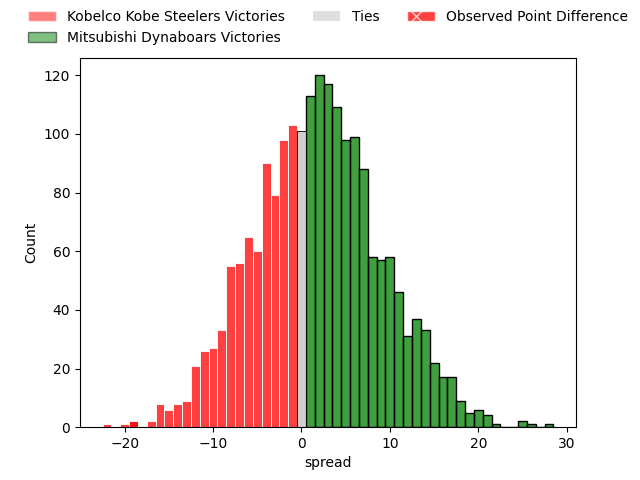 Kobelco Kobe Steelers Victories
Ties
Observed Point Difference
Mitsubishi Dynaboars Victories
120
100
80
60
40
20
0
Count
−20
−10
0
10
20
30
spread